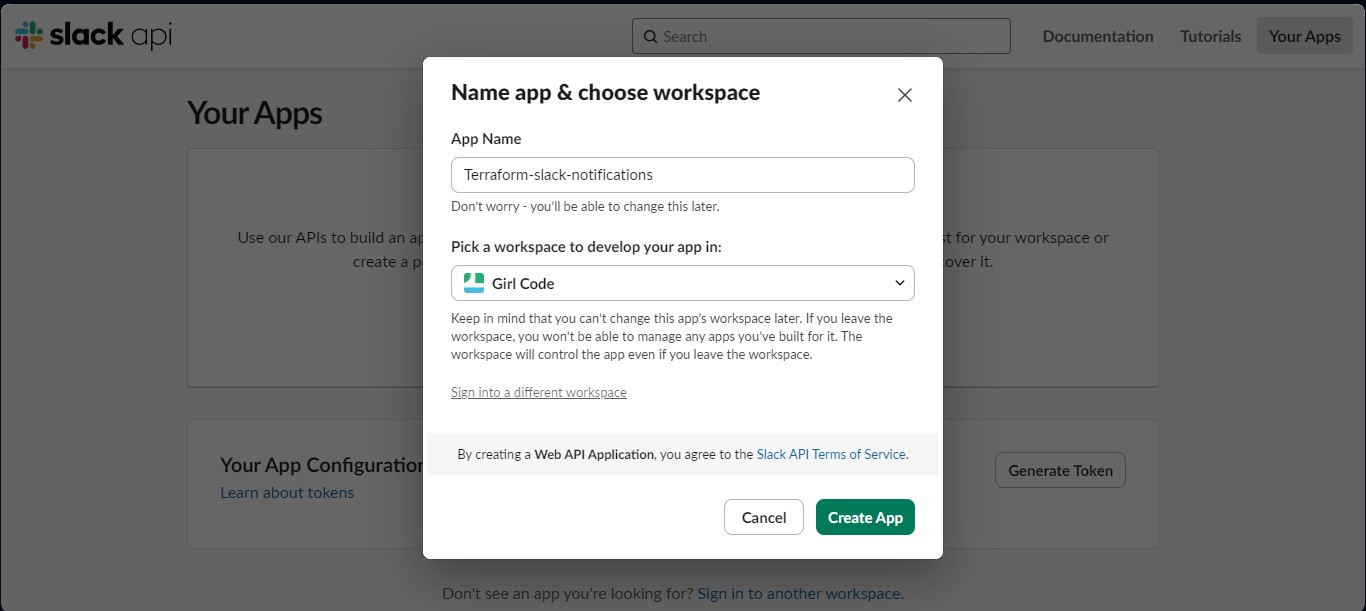 slack api
Search
Documentation
Tutorials
Your Apps
Your Apps
Name app & choose workspace
App Name
Terraform-slack-notifications
Don't worry - you'll be able to change this later.
Use our APIs to build an ap
st for your workspace or
create a p
over it.
Pick a workspace to develop your app in:
Girl Code
Keep in mind that you can't change this app's workspace later. If you leave the
workspace, you won't be able to manage any apps you've built for it. The
workspace will control the app even if you leave the workspace.
Sign into a different workspace
By creating a Web API Application, you agree to the Slack API Terms of Service.
Your App Configuration
Learn about tokens
Generate Token
Cancel
Create App
Don't see an app you're looking for? Sign in to another workspace.